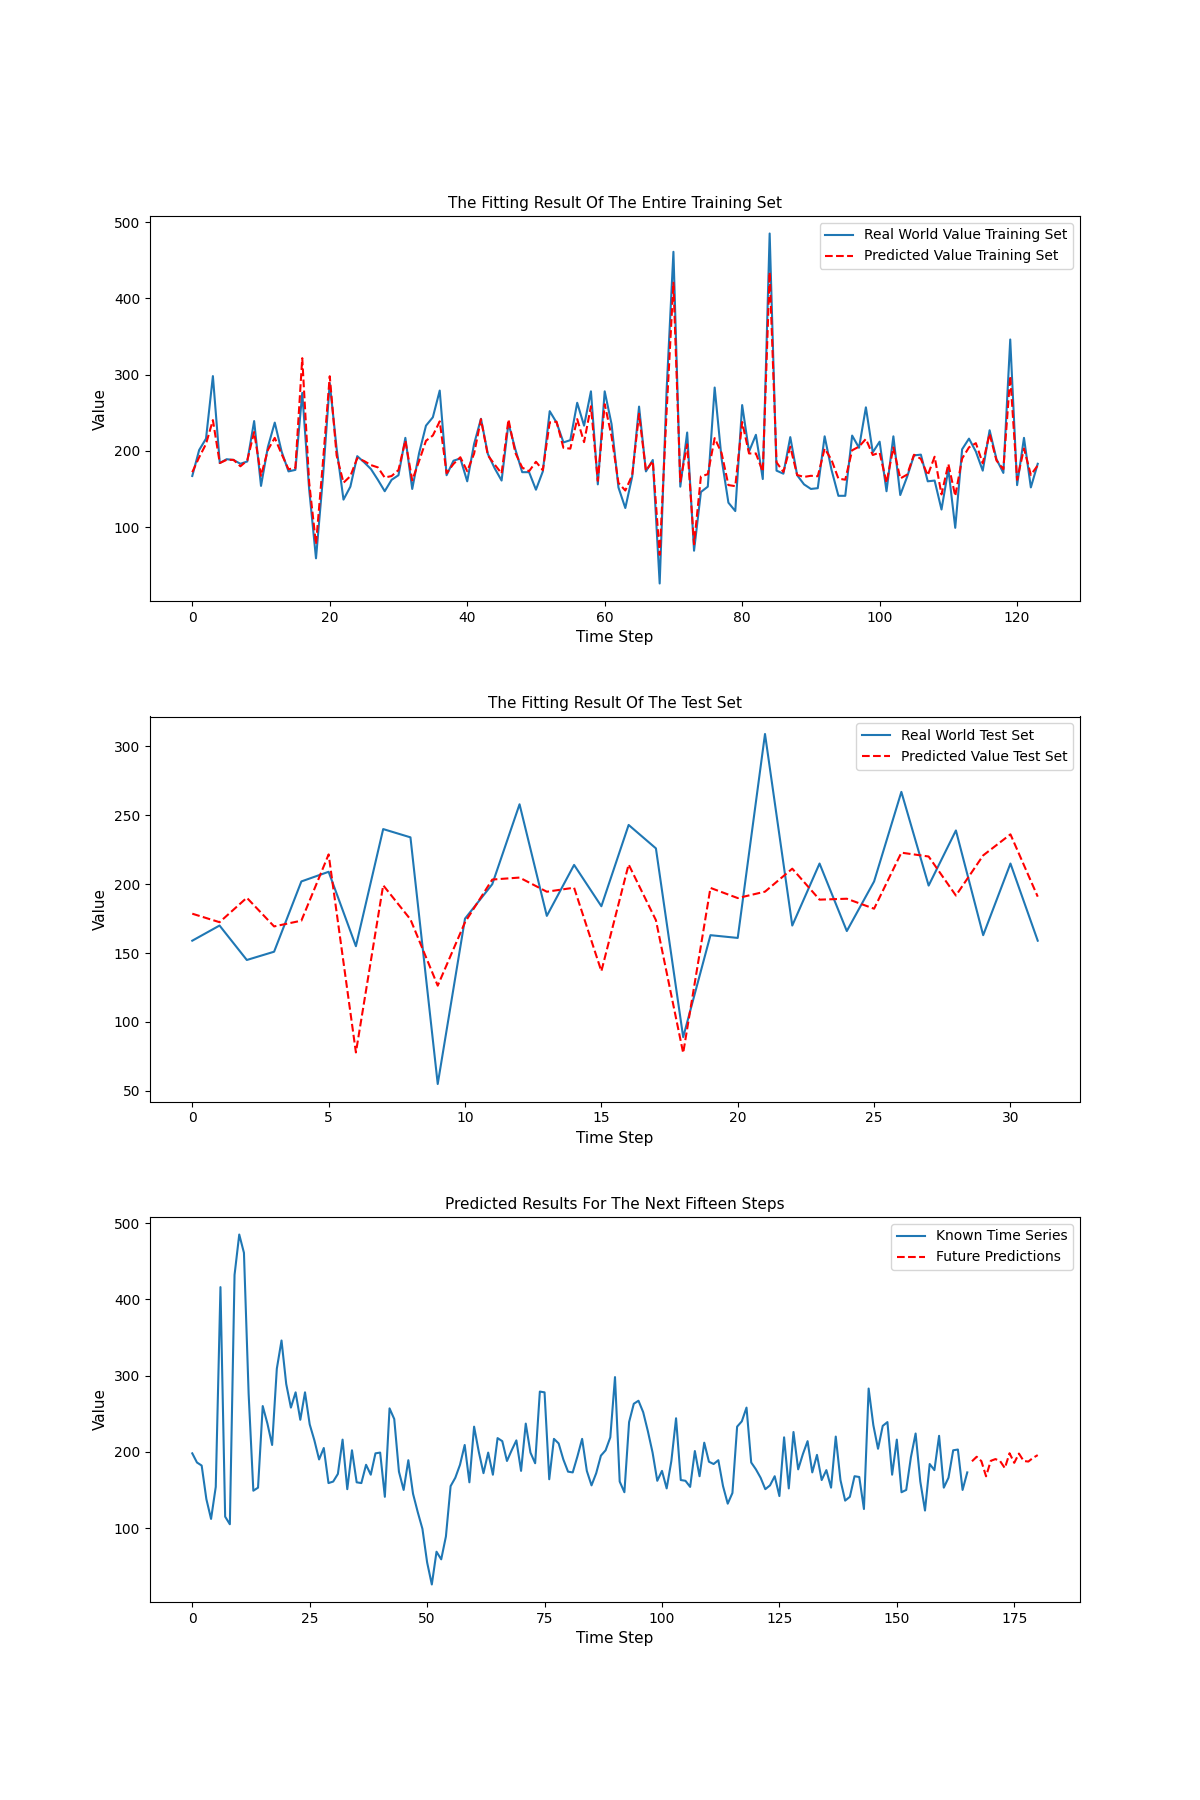 The Fitting Result Of The Entire Training Set
500
400
300
200
100
Value
Real World Value Training Set
Predicted Value Training Set
0 20 40 60 80 100 120
Time Step
The Fitting Result Of The Test Set
300
250
200
150
100
50
Value
Real World Test Set
Predicted Value Test Set
0 5 10 15 20 25 30
Time Step
Predicted Results For The Next Fifteen Steps
500
400
300
200
100
Value
Known Time Series
Future Predictions
0 25 50 75 100 125 150 175
Time Step